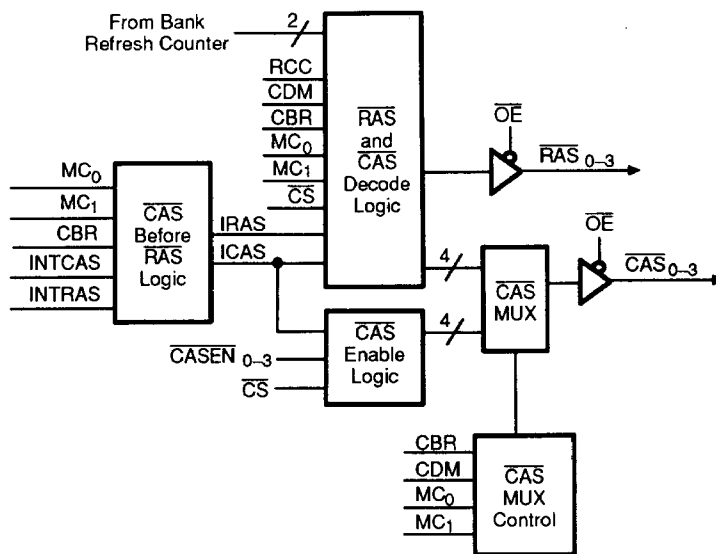 From Bank
Refresh Counter
2
RCC
CDM
CBR
MC0
MC1
CS
RAS
and
CAS
Decode
Logic
OE
RAS 0–3
MC0
MC1
CBR
INTCAS
INTRAS
CAS
Before
RAS
Logic
IRAS
ICAS
4
CAS
MUX
OE
CAS0–3
CASEN 0–3
CS
CAS
Enable
Logic
4
CBR
CDM
MC0
MC1
CAS
MUX
Control